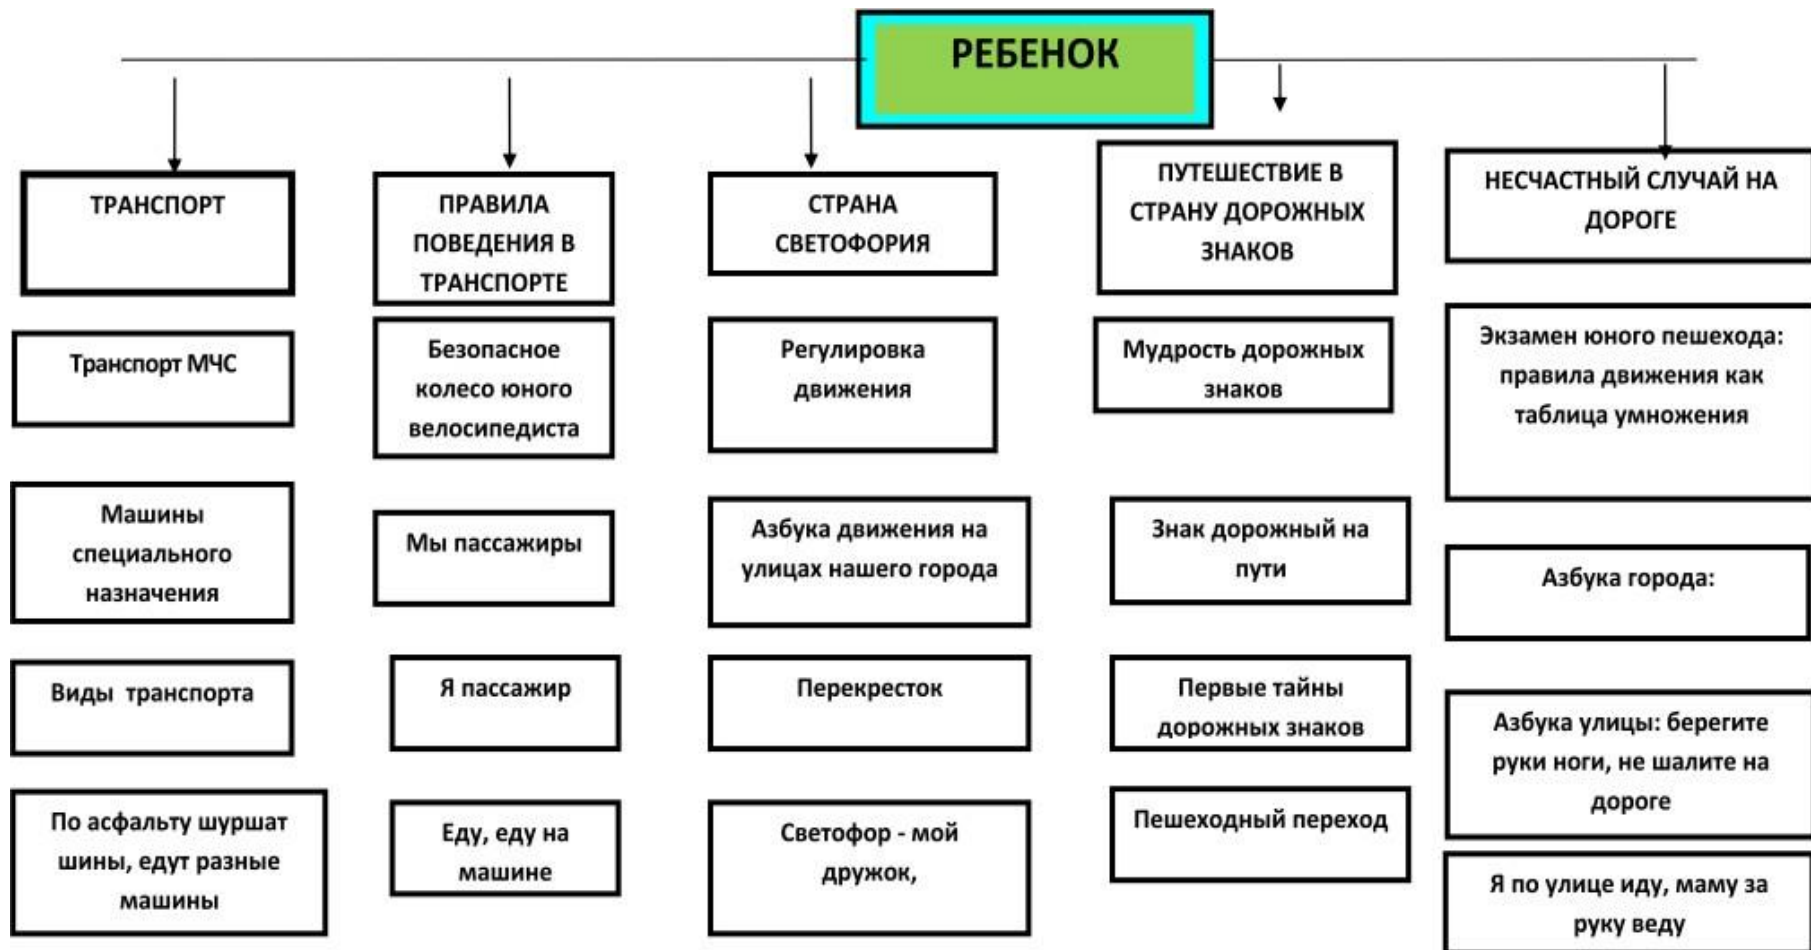 РЕБЕНОК
ТРАНСПОРТ
Транспорт МЧС
Машины
специального
назначения
Виды транспорта
По асфальту шуршат
шины, едут разные
машины
ПРАВИЛА
ПОВЕДЕНИЯ В
ТРАНСПОРТЕ
Безопасное
колесо юного
велосипедиста
Мы пассажиры
Я пассажир
Еду, еду на
машине
СТРАНА
СВЕТОФОРИЯ
Регулировка
движения
Азбука движения на
улицах нашего города
Перекресток
Светофор - мой
дружок,
ПУТЕШЕСТВИЕ В
СТРАНУ ДОРОЖНЫХ
ЗНАКОВ
Мудрость дорожных
знаков
Знак дорожный на
пути
Первые тайны
дорожных знаков
Пешеходный переход
НЕСЧАСТНЫЙ СЛУЧАЙ НА
ДОРОГЕ
Экзамен юного пешехода:
правила движения как
таблица умножения
Азбука города:
Азбука улицы: берегите
руки ноги, не шалите на
дороге
Я по улице иду, маму за
руку веду